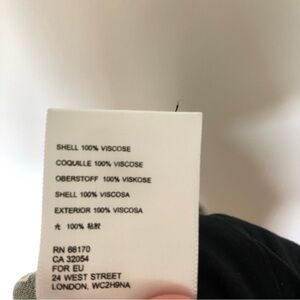 SHELL 100% VISCOSE
COQUILLE 100% VISCOSE
OBERSTOFF 100% VISKOSE
SHELL 100% VISCOSA
EXTERIOR 100% VISCOSA
100% 粘胶
RN 66170
CA 32054
FOR EU
24 WEST STREET
LONDON, WC2H9NA